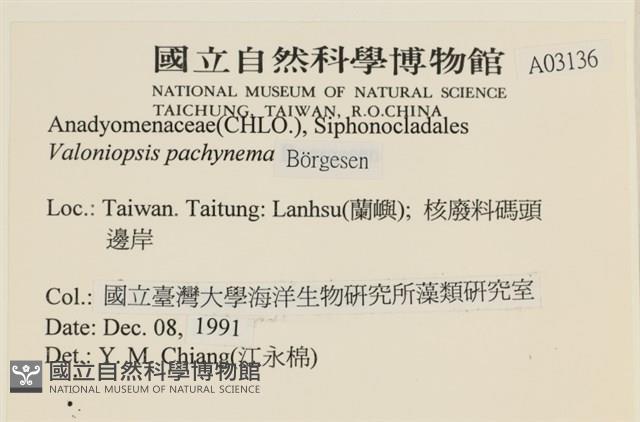 國立自然科學博物館 A03136
NATIONAL MUSEUM OF NATURAL SCIENCE
TAICHUNG, TAIWAN, R.O.CHINA
Anadyomenaceae(CHLO.), Siphonocladales
Valoniopsis pachynema Börgesen
Loc.: Taiwan. Taitung: Lanhsu(蘭嶼); 核廢料碼頭
邊岸
Col.: 國立臺灣大學海洋生物研究所藻類研究室
Date: Dec. 08, 1991
Det.: Y. M. Chiang(江永棉)
國立自然科學博物館
NATIONAL MUSEUM OF NATURAL SCIENCE